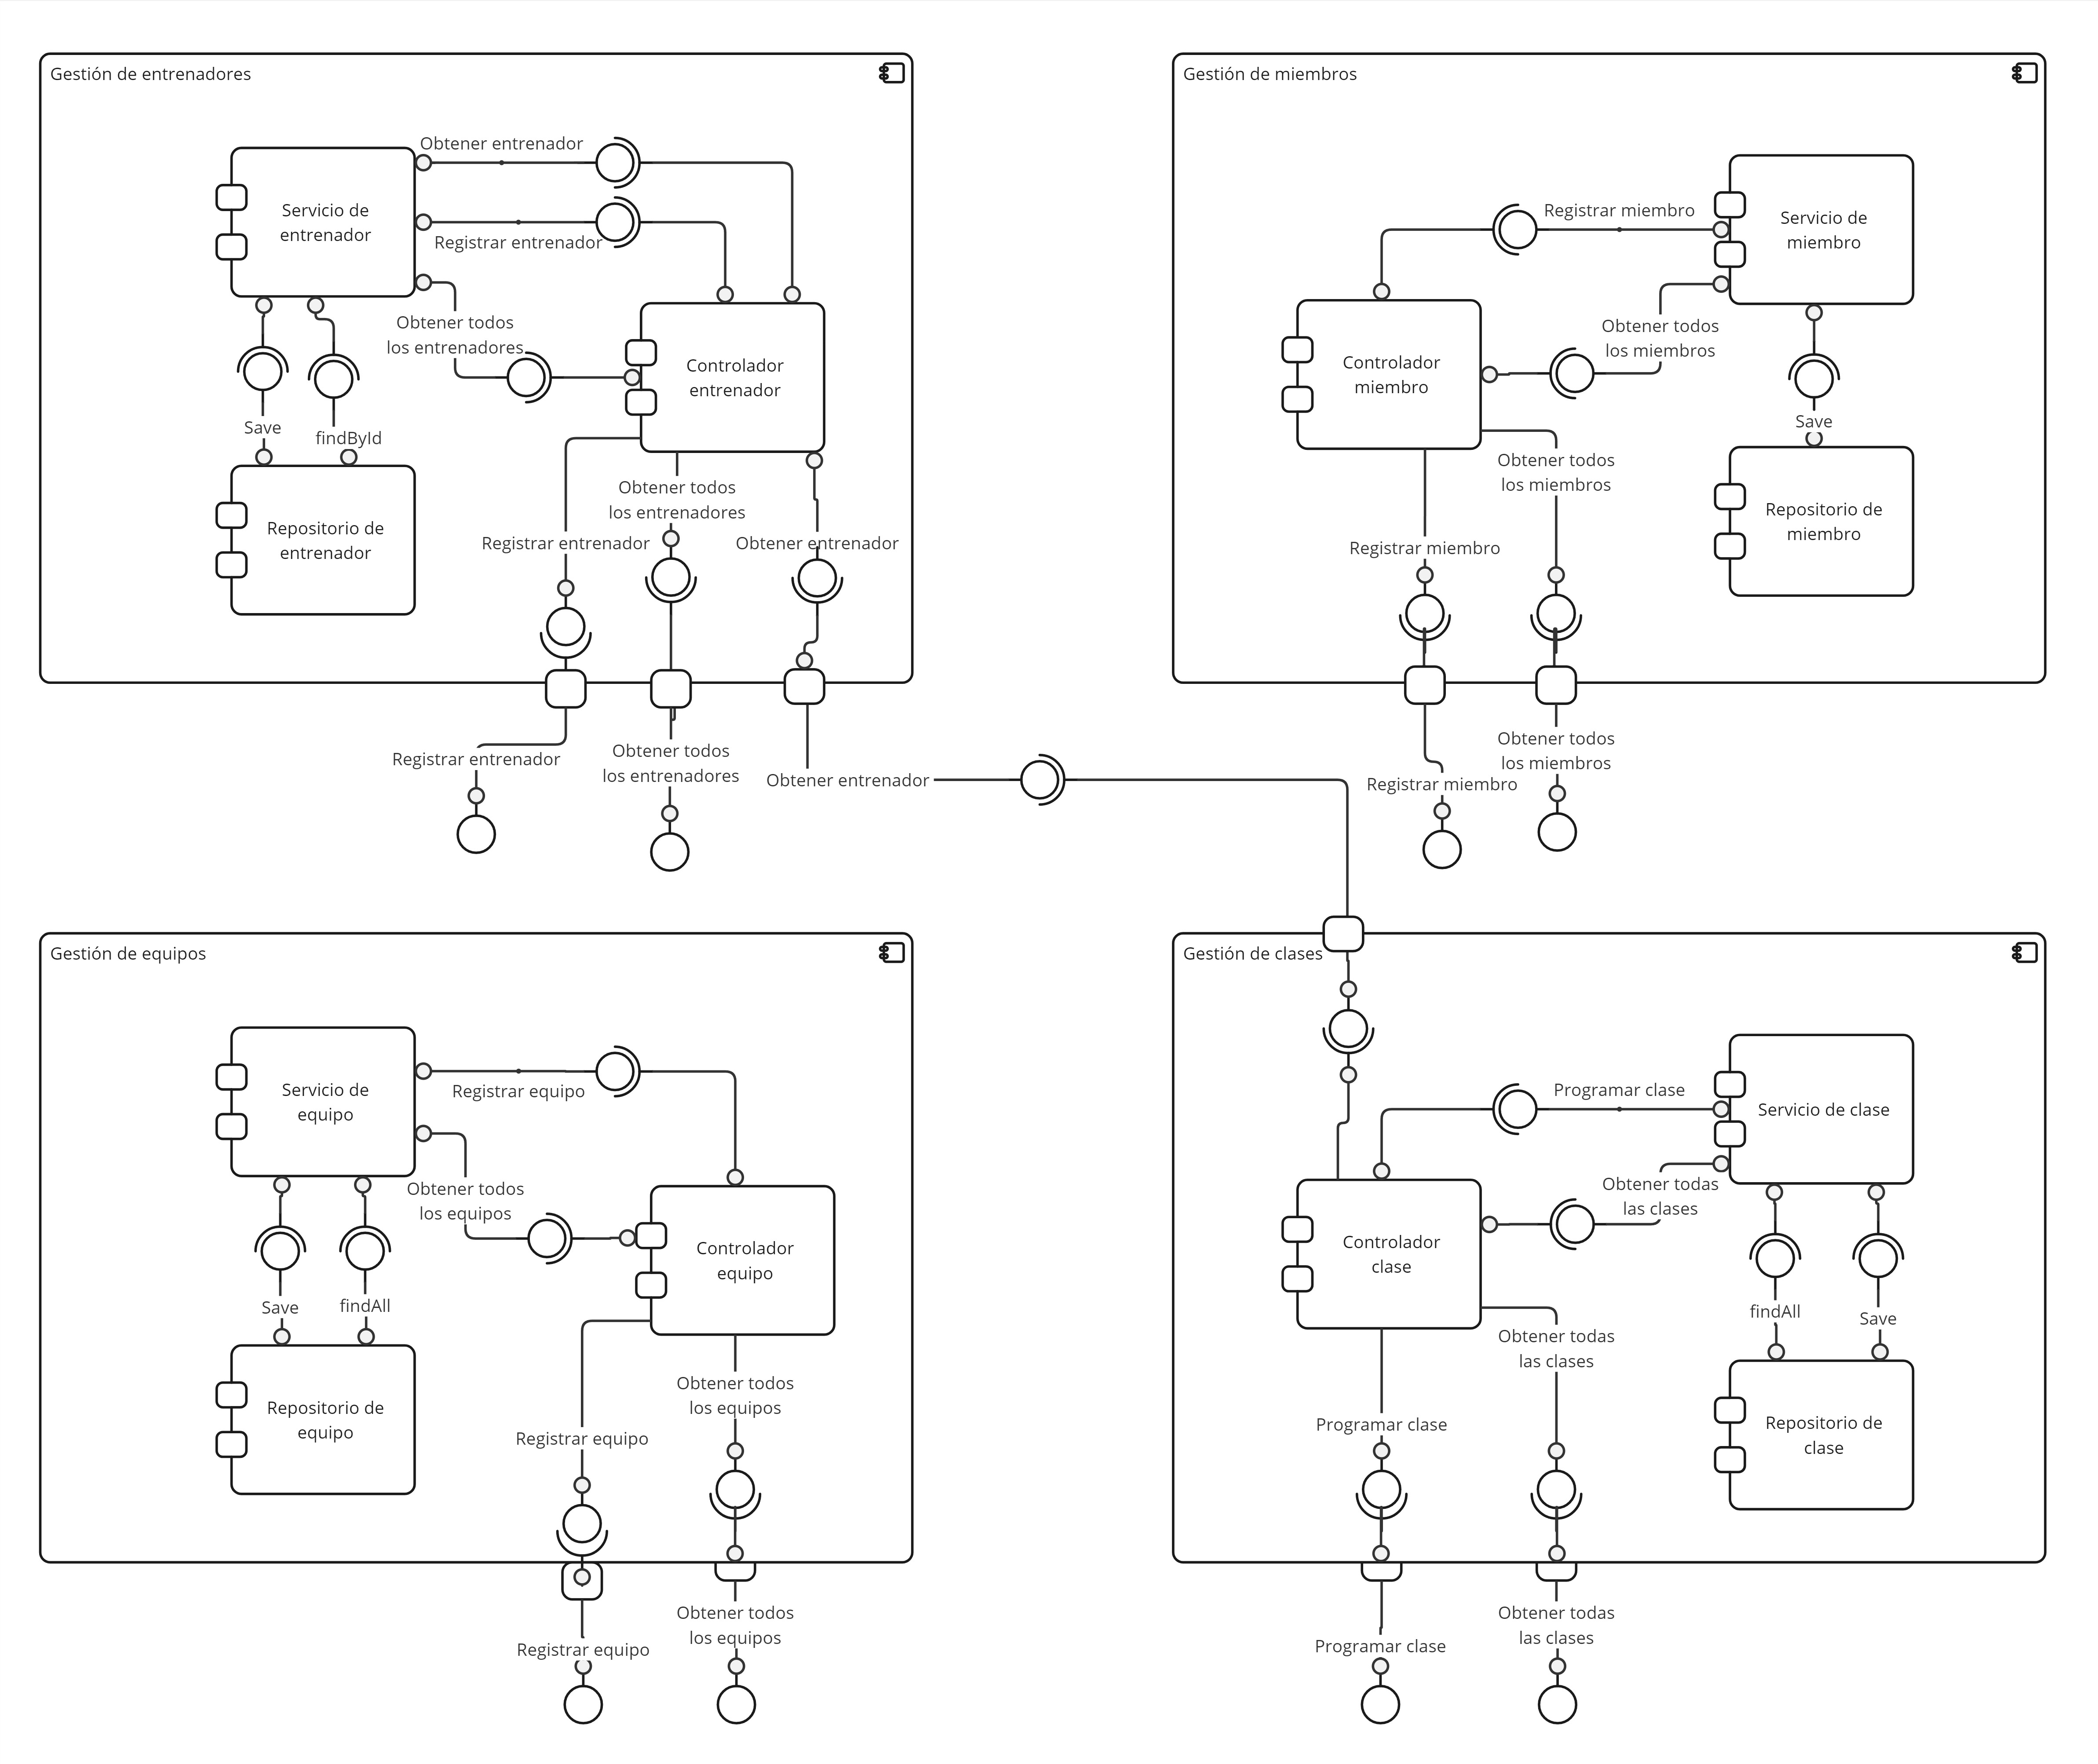 Gestión de entrenadores
Obtener entrenador
Servicio de
entrenador
Registrar entrenador
Obtener todos
los entrenadores
Controlador
entrenador
Save
findById
Repositorio de
entrenador
Obtener todos
los entrenadores
Registrar entrenador
Obtener entrenador
Registrar entrenador
Obtener todos
los entrenadores
Obtener entrenador
Gestión de miembros
Registrar miembro
Servicio de
miembro
Obtener todos
los miembros
Controlador
miembro
Save
Obtener todos
los miembros
Repositorio de
miembro
Registrar miembro
Obtener todos
los miembros
Registrar miembro
Gestión de equipos
Servicio de
equipo
Registrar equipo
Obtener todos
los equipos
Controlador
equipo
Save
findAll
Repositorio de
equipo
Obtener todos
los equipos
Registrar equipo
Obtener todos
los equipos
Registrar equipo
Gestión de clases
Programar clase
Servicio de clase
Obtener todas
las clases
Controlador
clase
findAll
Save
Obtener todas
las clases
Programar clase
Repositorio de
clase
Obtener todas
las clases
Programar clase